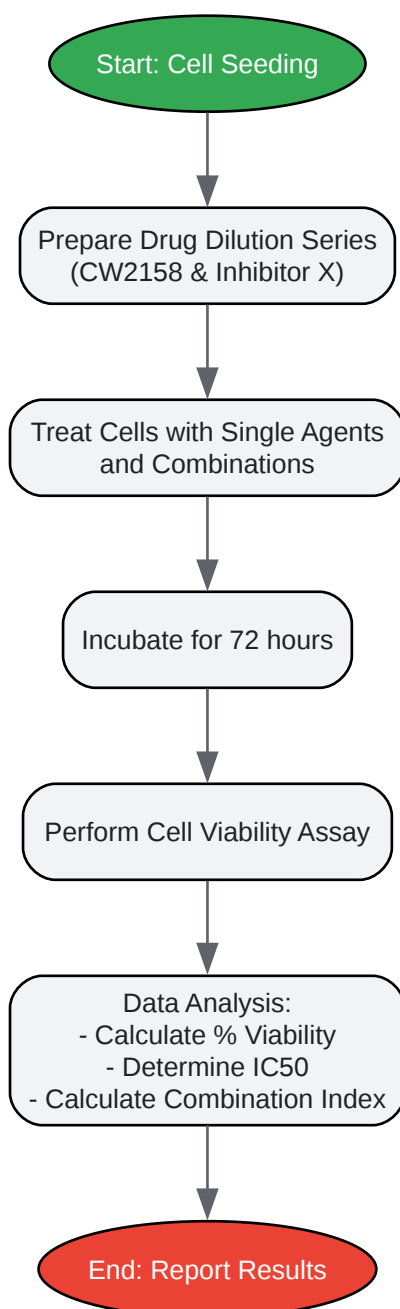 Start: Cell Seeding
Prepare Drug Dilution Series
(CW2158 & Inhibitor X)
Treat Cells with Single Agents
and Combinations
Incubate for 72 hours
Perform Cell Viability Assay
Data Analysis:
- Calculate % Viability
- Determine IC50
- Calculate Combination Index
End: Report Results